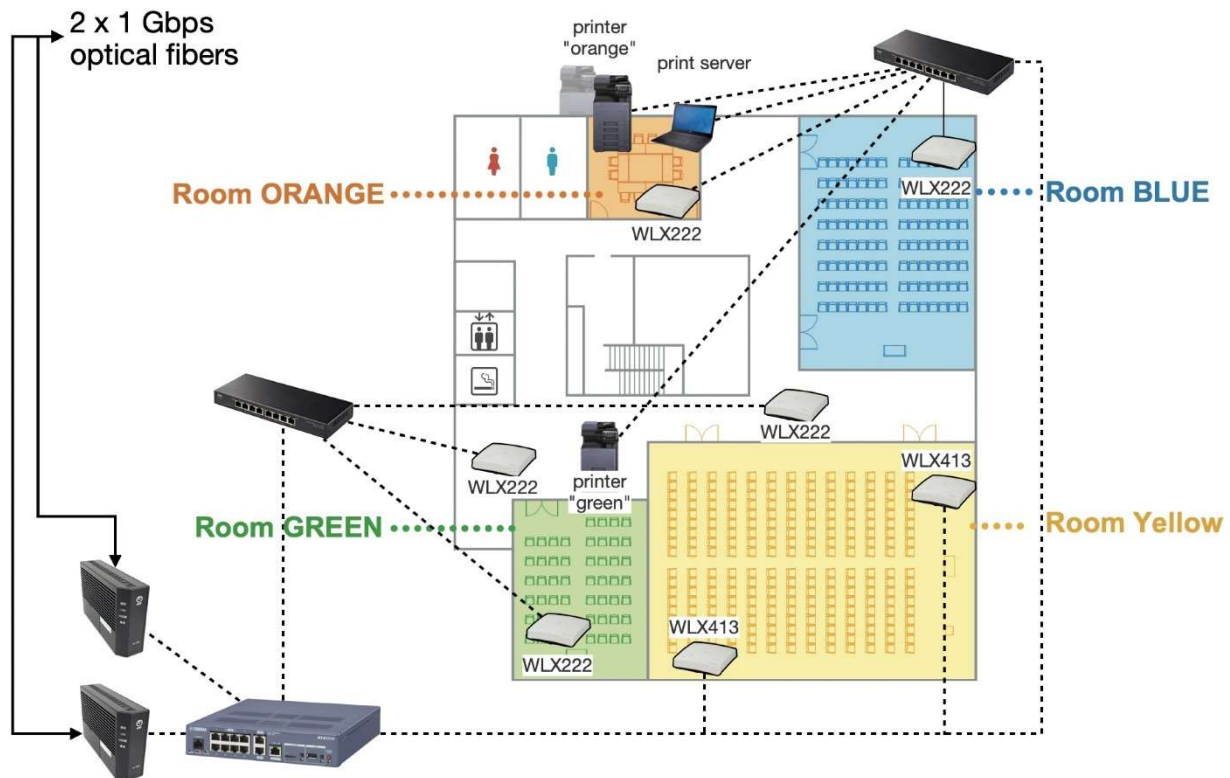 2 x 1 Gbps
optical fibers
printer
"orange"
print server
Room ORANGE
WLX222
WLX222
Room BLUE
WLX222
WLX222
printer
"green"
WLX413
Room GREEN
Room Yellow
WLX222
WLX413